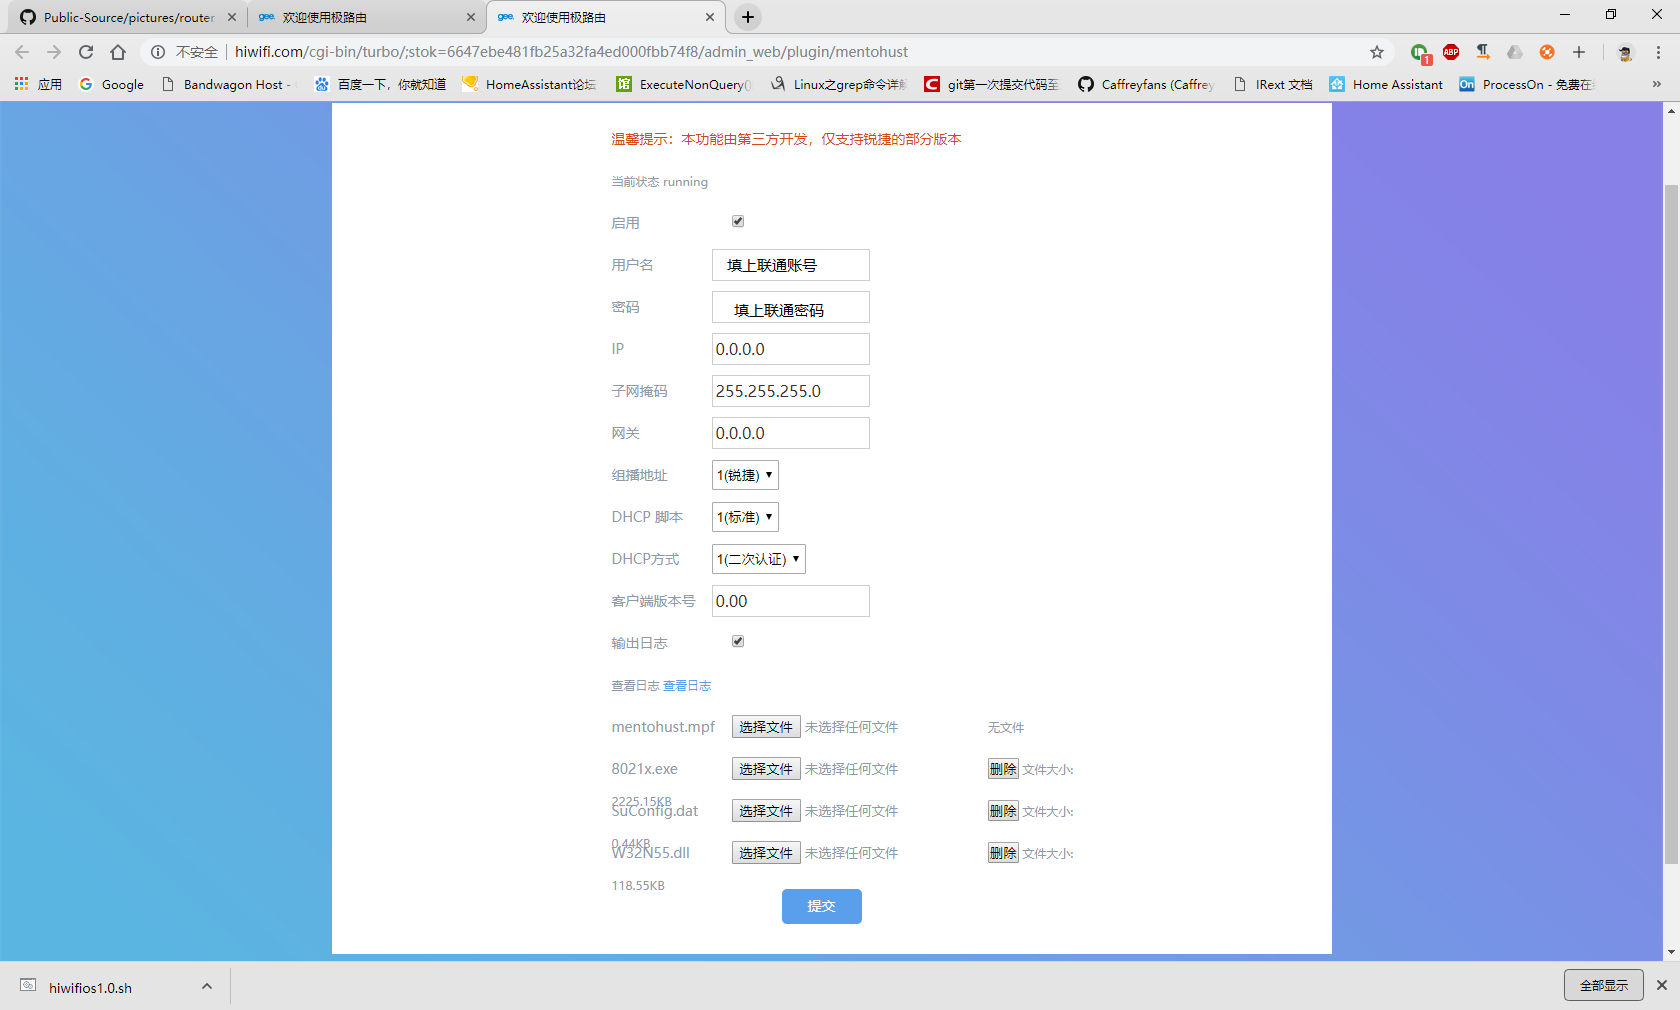 Public-Source/pictures/router
gee. 欢迎使用极路由
gee. 欢迎使用极路由
不安全 hiwifi.com/cgi-bin/turbo/;stok=6647ebe481fb25a32fa4ed000fbb74f8/admin_web/plugin/mentohust
1
ABP
应用
G Google
Bandwagon Host -
百度一下，你就知道
HomeAssistant论坛
馆 ExecuteNonQuery()
Linux之grep命令详解
C git第一次提交代码至
Caffreyfans (Caffrey
IRext 文档
Home Assistant
On ProcessOn - 免费在
温馨提示：本功能由第三方开发，仅支持锐捷的部分版本
当前状态 running
启用
用户名 填上联通账号
密码 填上联通密码
IP 0.0.0.0
子网掩码 255.255.255.0
网关 0.0.0.0
组播地址 1(锐捷)
DHCP 脚本 1(标准)
DHCP方式 1(二次认证)
客户端版本号 0.00
输出日志
查看日志 查看日志
mentohust.mpf 选择文件 未选择任何文件 无文件
8021x.exe 选择文件 未选择任何文件 删除 文件大小:
2225.15KB
SuConfig.dat 选择文件 未选择任何文件 删除 文件大小:
0.44KB
W32N55.dll 选择文件 未选择任何文件 删除 文件大小:
118.55KB
提交
hiwifios1.0.sh
全部显示